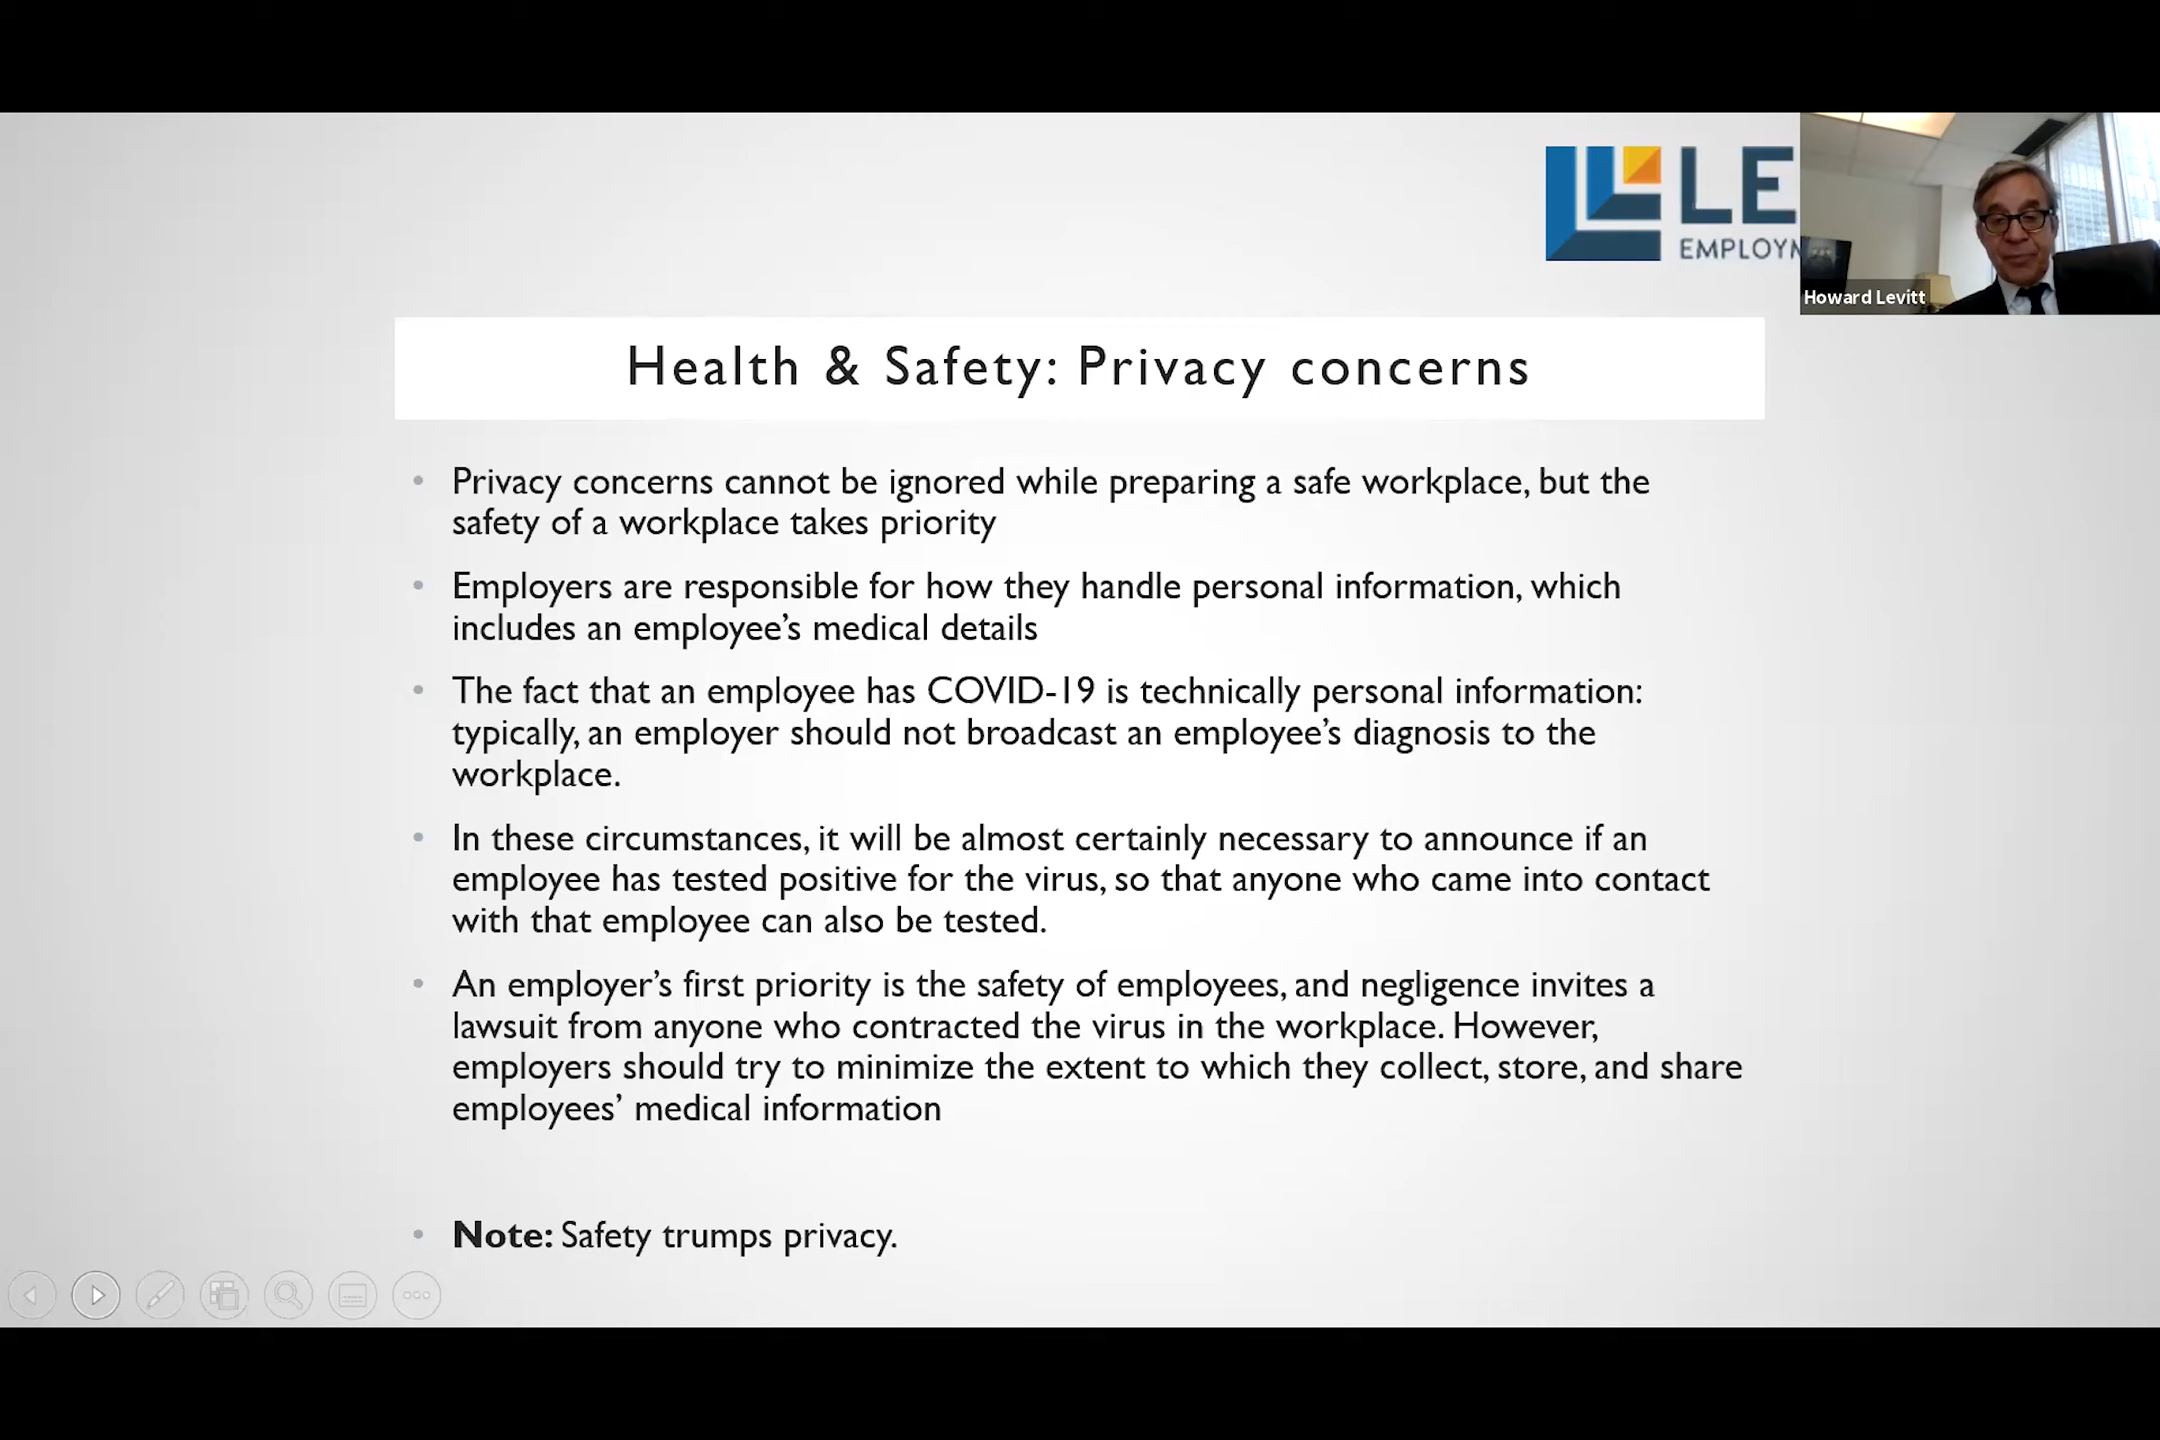 LE
EMPLOY
Howard Levitt
Health & Safety: Privacy concerns
• Privacy concerns cannot be ignored while preparing a safe workplace, but the
safety of a workplace takes priority
• Employers are responsible for how they handle personal information, which
includes an employee’s medical details
• The fact that an employee has COVID-19 is technically personal information:
typically, an employer should not broadcast an employee’s diagnosis to the
workplace.
• In these circumstances, it will be almost certainly necessary to announce if an
employee has tested positive for the virus, so that anyone who came into contact
with that employee can also be tested.
• An employer’s first priority is the safety of employees, and negligence invites a
lawsuit from anyone who contracted the virus in the workplace. However,
employers should try to minimize the extent to which they collect, store, and share
employees’ medical information
• Note: Safety trumps privacy.